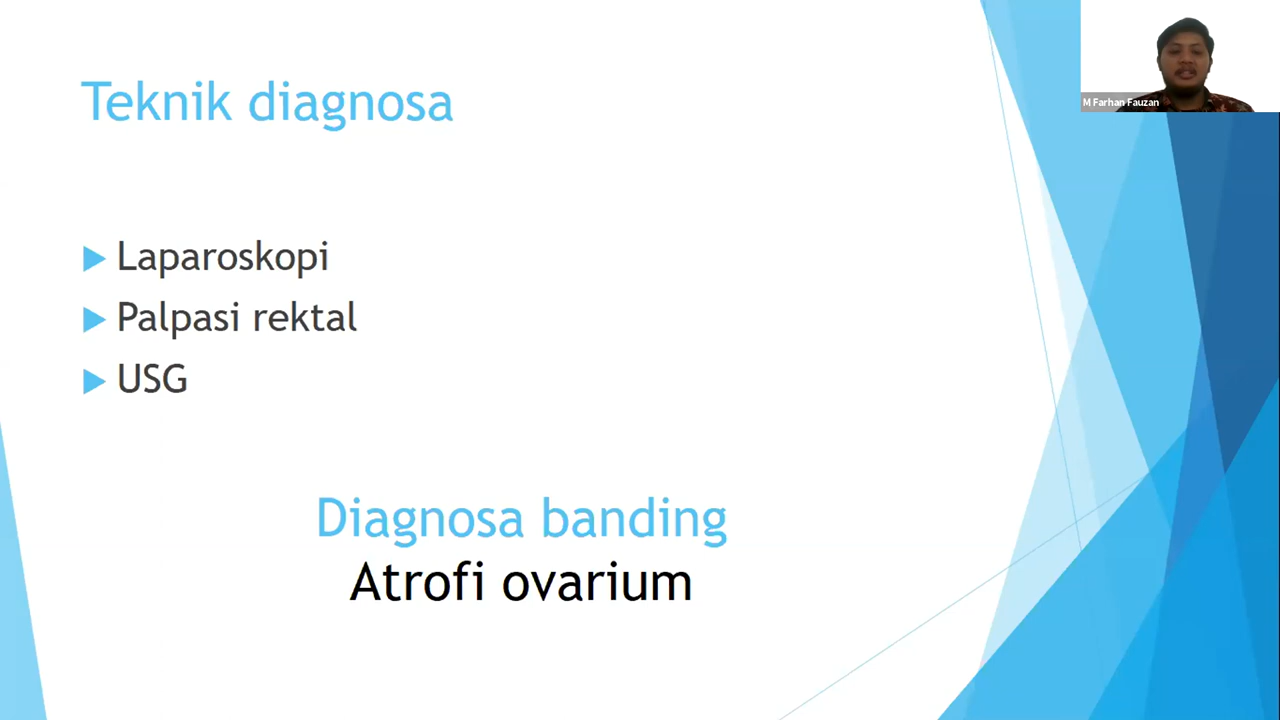 Teknik diagnosa
Laparoskopi
Palpasi rektal
USG
Diagnosa banding
Atrofi ovarium
M Farhan Fauzan